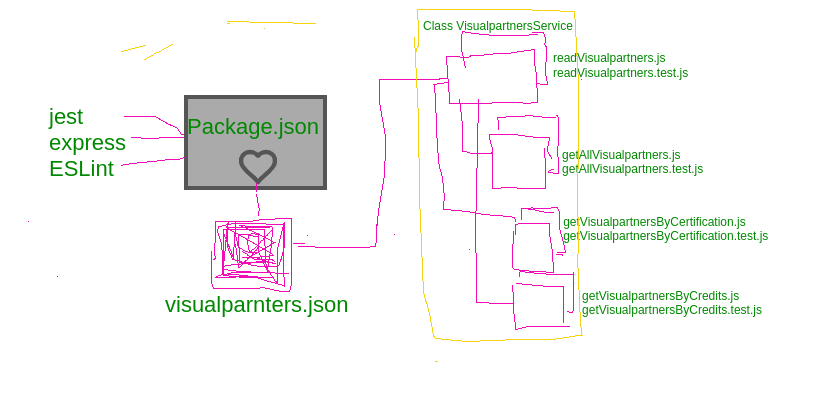 Class VisualpartnersService
readVisualpartners.js
readVisualpartners.test.js
jest
express
ESLint
Package.json
getAllVisualpartners.js
getAllVisualpartners.test.js
getVisualpartnersByCertification.js
getVisualpartnersByCertification.test.js
visualparnters.json
getVisualpartnersByCredits.js
getVisualpartnersByCredits.test.js